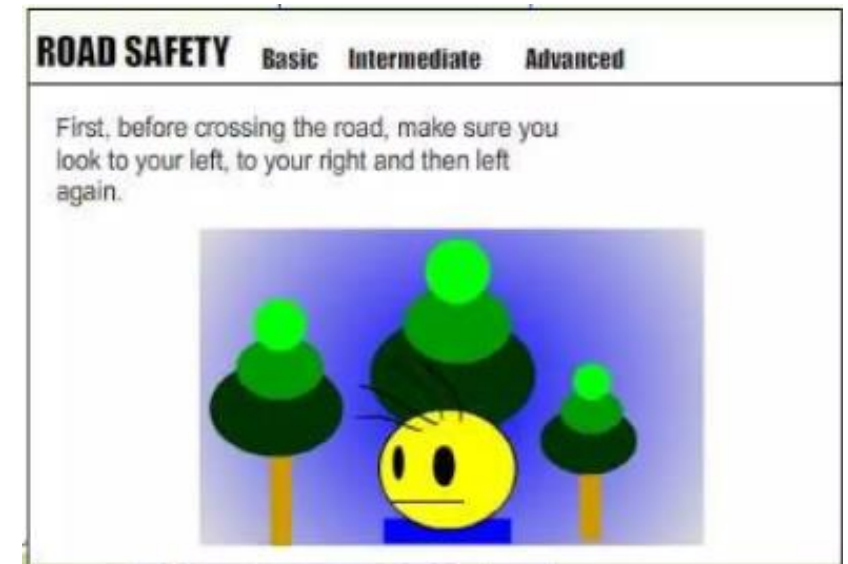 ROAD SAFETY Basic Intermediate Advanced
First, before crossing the road, make sure you
look to your left, to your right and then left
again.